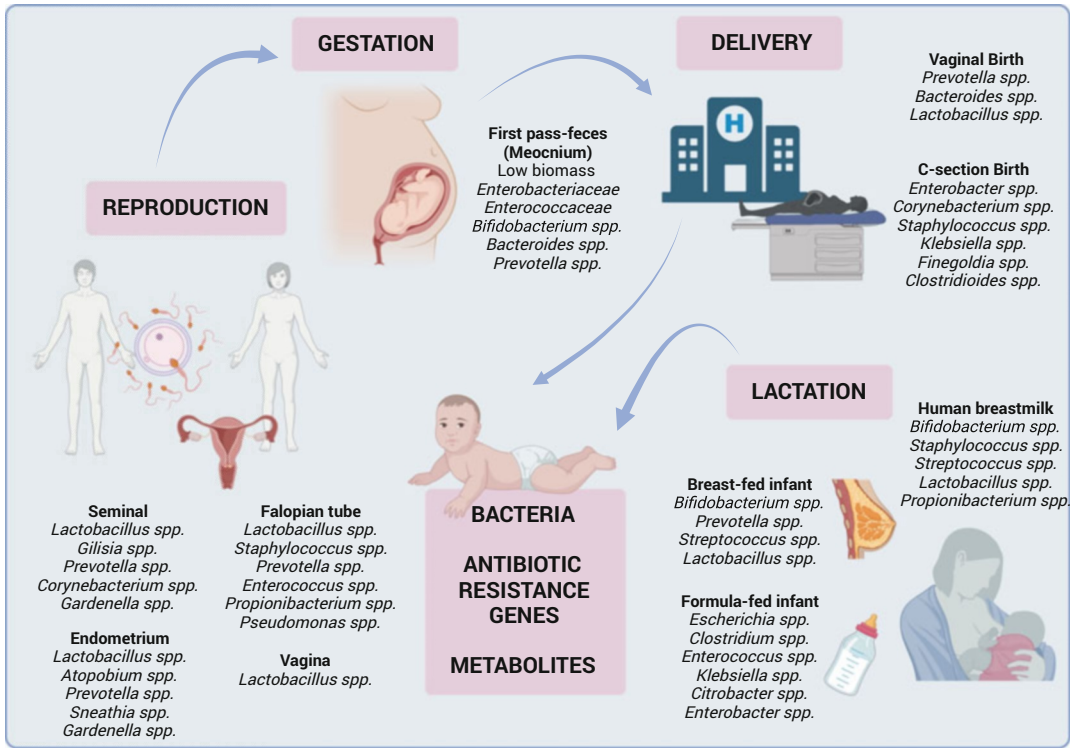 GESTATION
DELIVERY
Vaginal Birth
Prevotella spp.
Bacteroides spp.
Lactobacillus spp.
H
First pass-feces
(Meocnium)
Low biomass
Enterobacteriaceae
Enterococcaceae
Bifidobacterium spp.
Bacteroides spp.
Prevotella spp.
C-section Birth
Enterobacter spp.
Corynebacterium spp.
Staphylococcus spp.
Klebsiella spp.
Finegoldia spp.
Clostridioides spp.
REPRODUCTION
LACTATION
Human breastmilk
Bifidobacterium spp.
Staphylococcus spp.
Streptococcus spp.
Lactobacillus spp.
Propionibacterium spp.
Seminal
Lactobacillus spp.
Gilisia spp.
Prevotella spp.
Corynebacterium spp.
Gardenella spp.
Endometrium
Lactobacillus spp.
Atopobium spp.
Prevotella spp.
Sneathia spp.
Gardenella spp.
Falopian tube
Lactobacillus spp.
Staphylococcus spp.
Prevotella spp.
Enterococcus spp.
Propionibacterium spp.
Pseudomonas spp.
Vagina
Lactobacillus spp.
BACTERIA
ANTIBIOTIC
RESISTANCE
GENES
METABOLITES
Breast-fed infant
Bifidobacterium spp.
Prevotella spp.
Streptococcus spp.
Lactobacillus spp.
Formula-fed infant
Escherichia spp.
Clostridium spp.
Enterococcus spp.
Klebsiella spp.
Citrobacter spp.
Enterobacter spp.